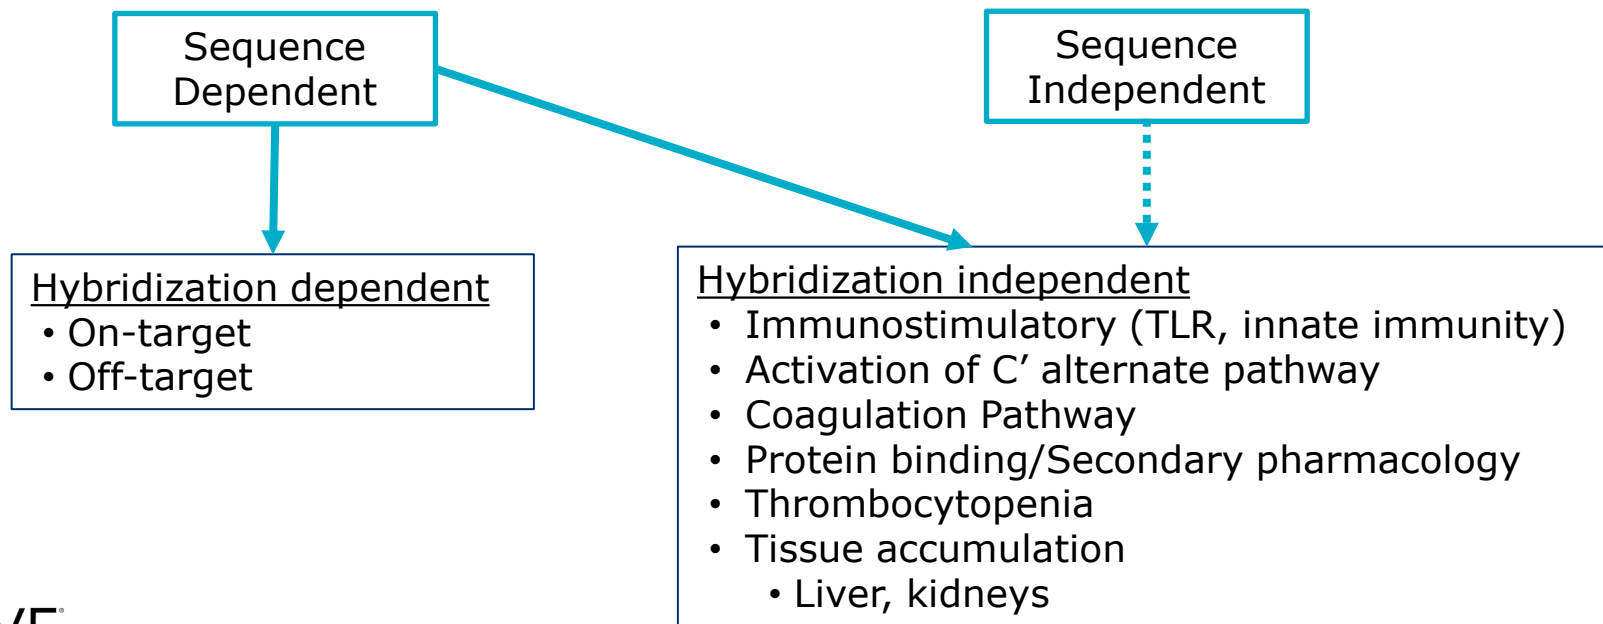 Sequence
Dependent
Sequence
Independent
Hybridization dependent
• On-target
• Off-target
Hybridization independent
• Immunostimulatory (TLR, innate immunity)
• Activation of C’ alternate pathway
• Coagulation Pathway
• Protein binding/Secondary pharmacology
• Thrombocytopenia
• Tissue accumulation
• Liver, kidneys